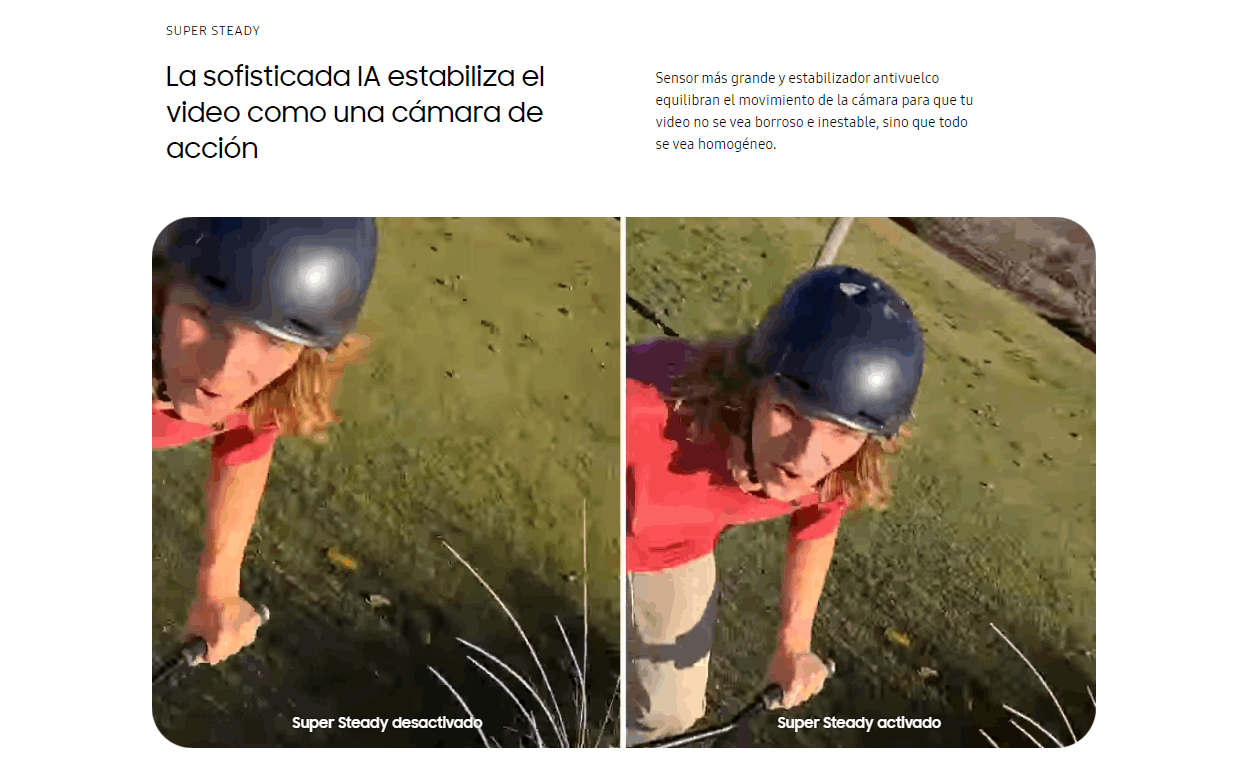 SUPER STEADY
La sofisticada IA estabiliza el
video como una cámara de
acción
Sensor más grande y estabilizador antivuelco
equilibran el movimiento de la cámara para que tu
video no se vea borroso e inestable, sino que todo
se vea homogéneo.
Super Steady desactivado
Super Steady activado